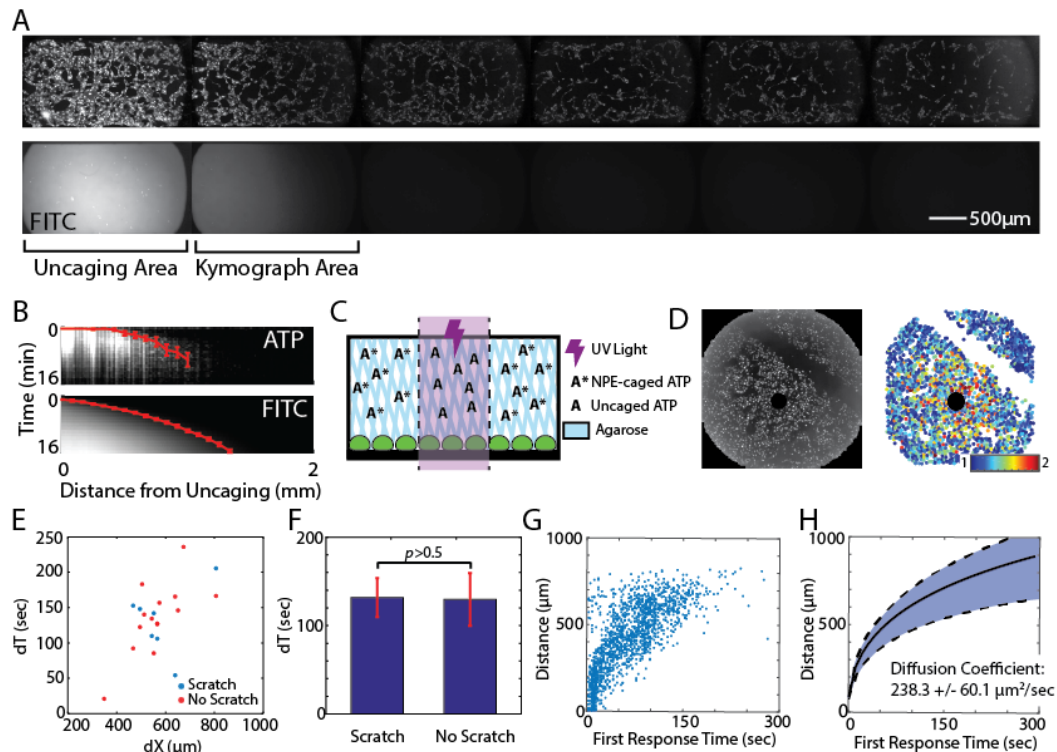 A
FITC
500µm
Uncaging Area
Kymograph Area
B
Time (min)
0
16
ATP
0
16
FITC
0
2
Distance from Uncaging (mm)
C
A* A* A A* A*
A* A A A*
A* A A*
A* A A A*
A* A A*
UV Light
A* NPE-caged ATP
A Uncaged ATP
Agarose
D
1
2
E
dT (sec)
250
200
150
100
50
0
200 400 600 800 1000
dX (µm)
Scratch
No Scratch
F
dT (sec)
200
100
0
p>0.5
Scratch
No Scratch
G
Distance (µm)
1000
500
0
0 150 300
First Response Time (sec)
H
Distance (µm)
1000
500
0
0 150 300
First Response Time (sec)
Diffusion Coefficient:
238.3 +/- 60.1 µm²/sec